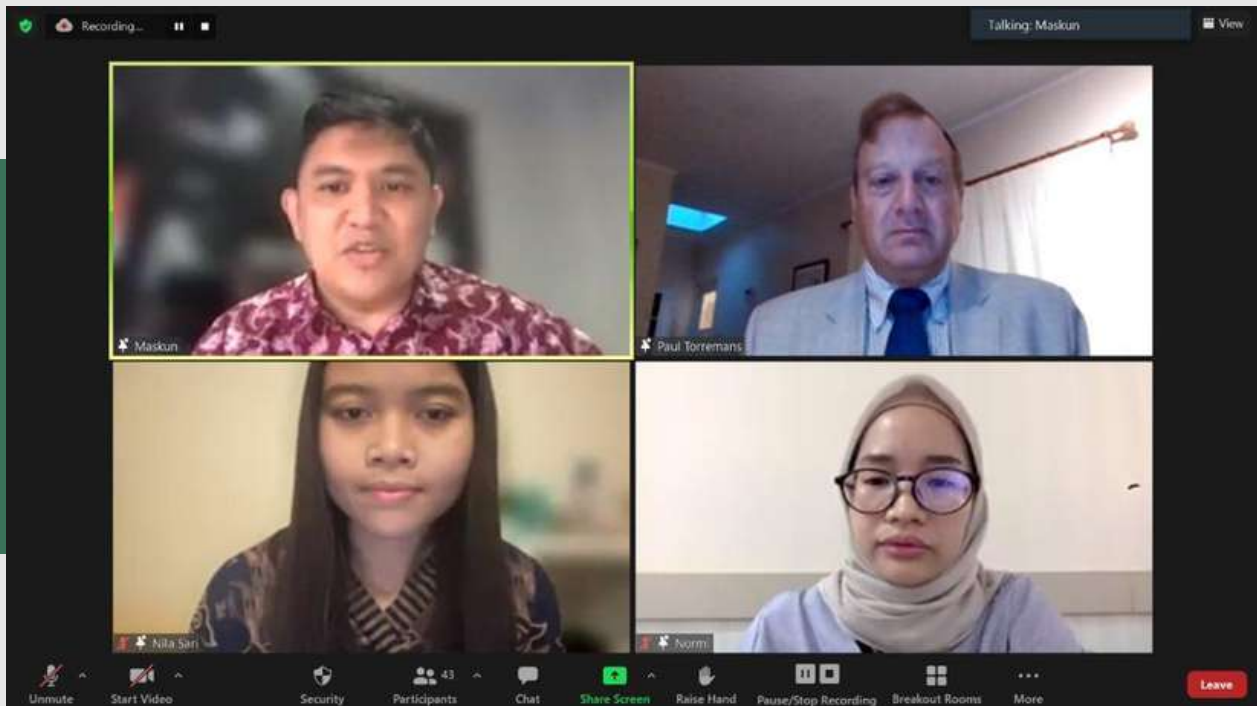 Recording...
Talking: Maskun
View
Maskun
Paul Torremans
Nila Sari
Normi
43
Unmute
Start Video
Security
Participants
Chat
Share Screen
Raise Hand
Pause/Stop Recording
Breakout Rooms
More
Leave